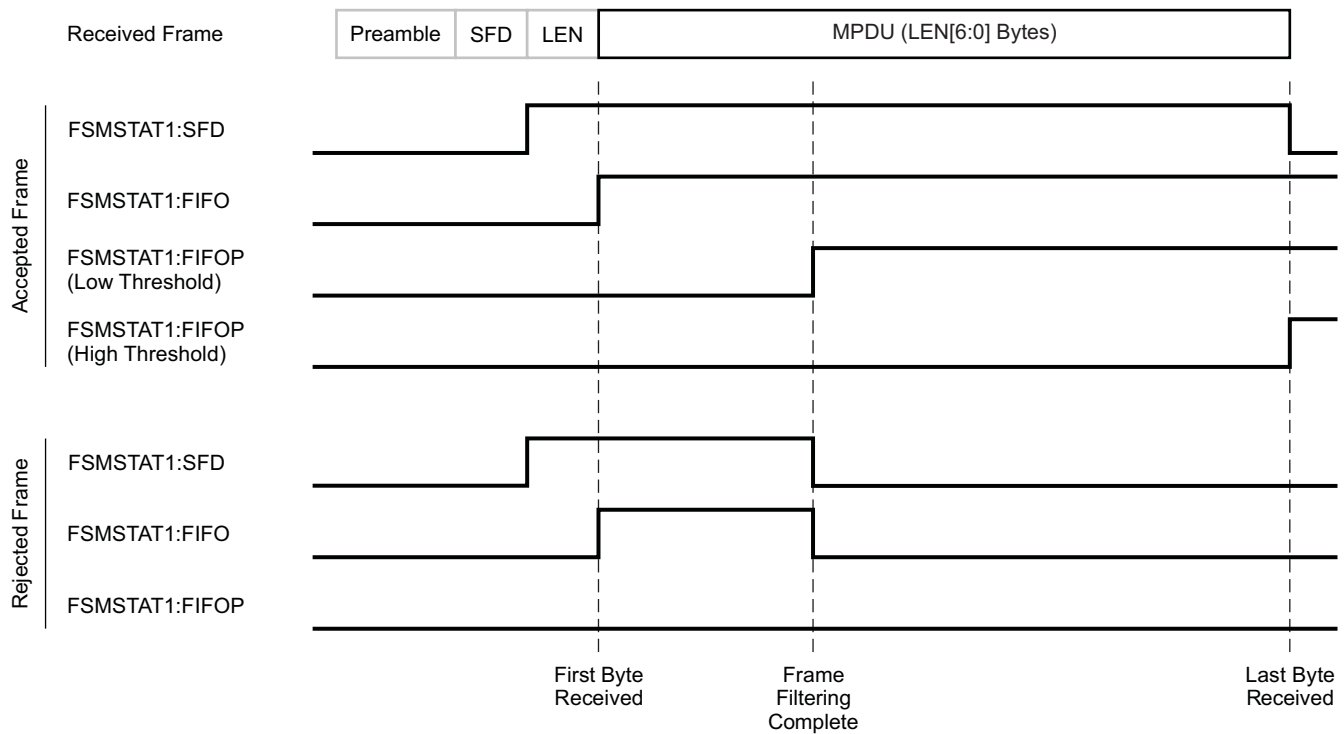 Received Frame
Preamble SFD LEN MPDU (LEN[6:0] Bytes)
Accepted Frame
FSMSTAT1:SFD
FSMSTAT1:FIFO
FSMSTAT1:FIFOP
(Low Threshold)
FSMSTAT1:FIFOP
(High Threshold)
Rejected Frame
FSMSTAT1:SFD
FSMSTAT1:FIFO
FSMSTAT1:FIFOP
First Byte
Received
Frame
Filtering
Complete
Last Byte
Received